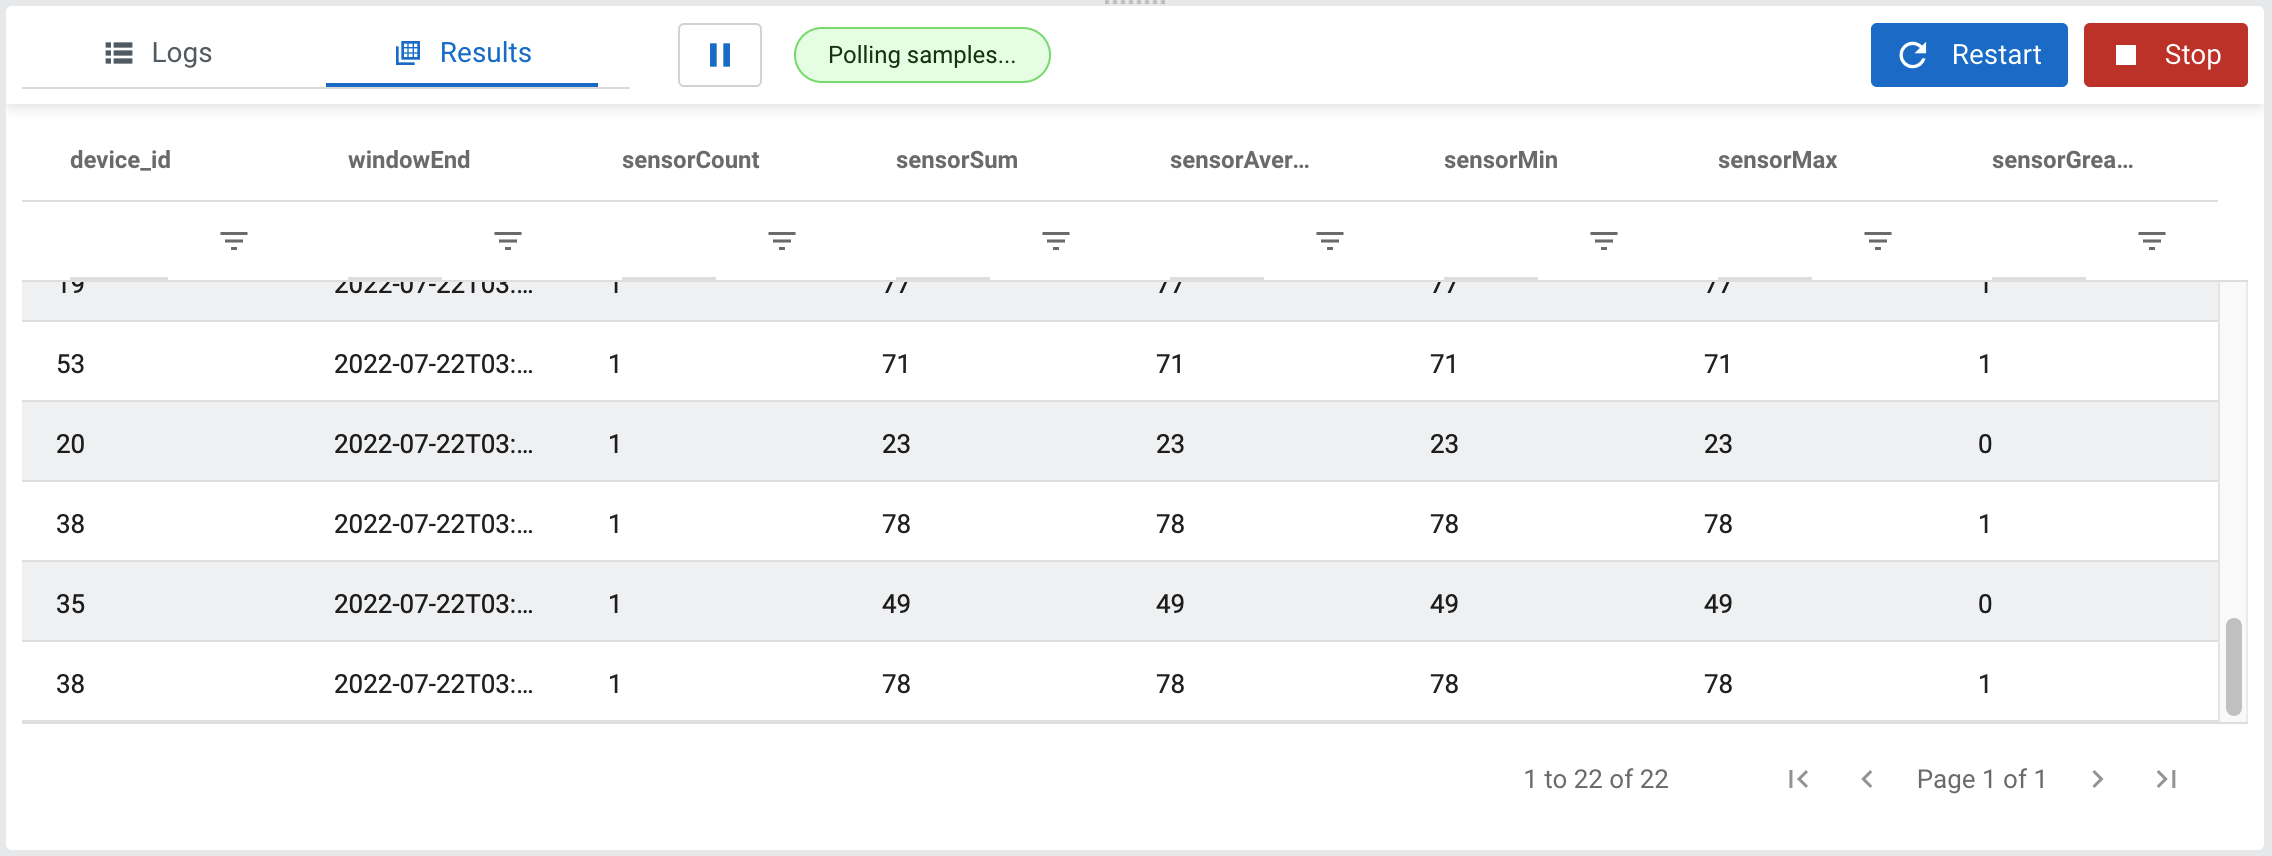 Logs Results Polling samples... Restart Stop
device_id windowEnd sensorCount sensorSum sensorAver... sensorMin sensorMax sensorGrea...
19 2022-07-22T03:... 1 77 77 77 77 1
53 2022-07-22T03:... 1 71 71 71 71 1
20 2022-07-22T03:... 1 23 23 23 23 0
38 2022-07-22T03:... 1 78 78 78 78 1
35 2022-07-22T03:... 1 49 49 49 49 0
38 2022-07-22T03:... 1 78 78 78 78 1
1 to 22 of 22 Page 1 of 1